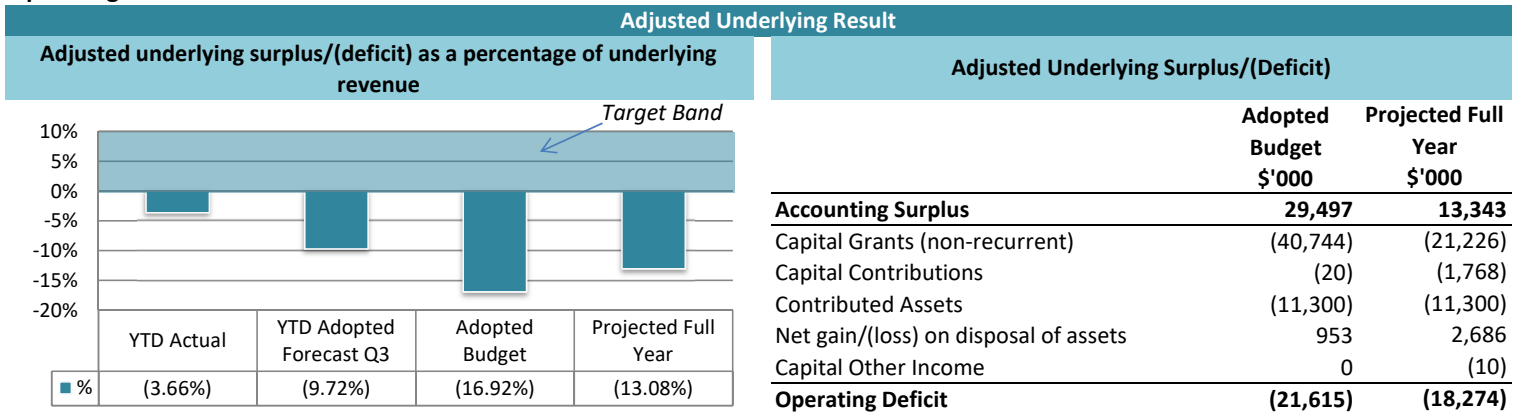 Adjusted Underlying Result
Adjusted underlying surplus/(deficit) as a percentage of underlying
revenue
Target Band
10%
5%
0%
-5%
-10%
-15%
-20%
YTD Actual
YTD Adopted
Forecast Q3
Adopted
Budget
Projected Full
Year
% (3.66%) (9.72%) (16.92%) (13.08%)
Adjusted Underlying Surplus/(Deficit)
Adopted Projected Full
Budget Year
$'000 $'000
Accounting Surplus 29,497 13,343
Capital Grants (non-recurrent) (40,744) (21,226)
Capital Contributions (20) (1,768)
Contributed Assets (11,300) (11,300)
Net gain/(loss) on disposal of assets 953 2,686
Capital Other Income 0 (10)
Operating Deficit (21,615) (18,274)